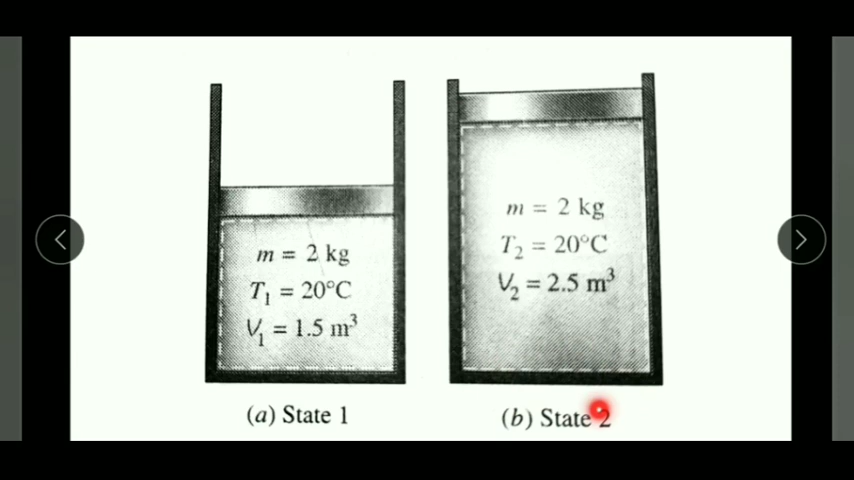 m = 2 kg
T₁ = 20°C
V₁ = 1.5 m³
(a) State 1
m = 2 kg
T₂ = 20°C
V₂ = 2.5 m³
(b) State 2